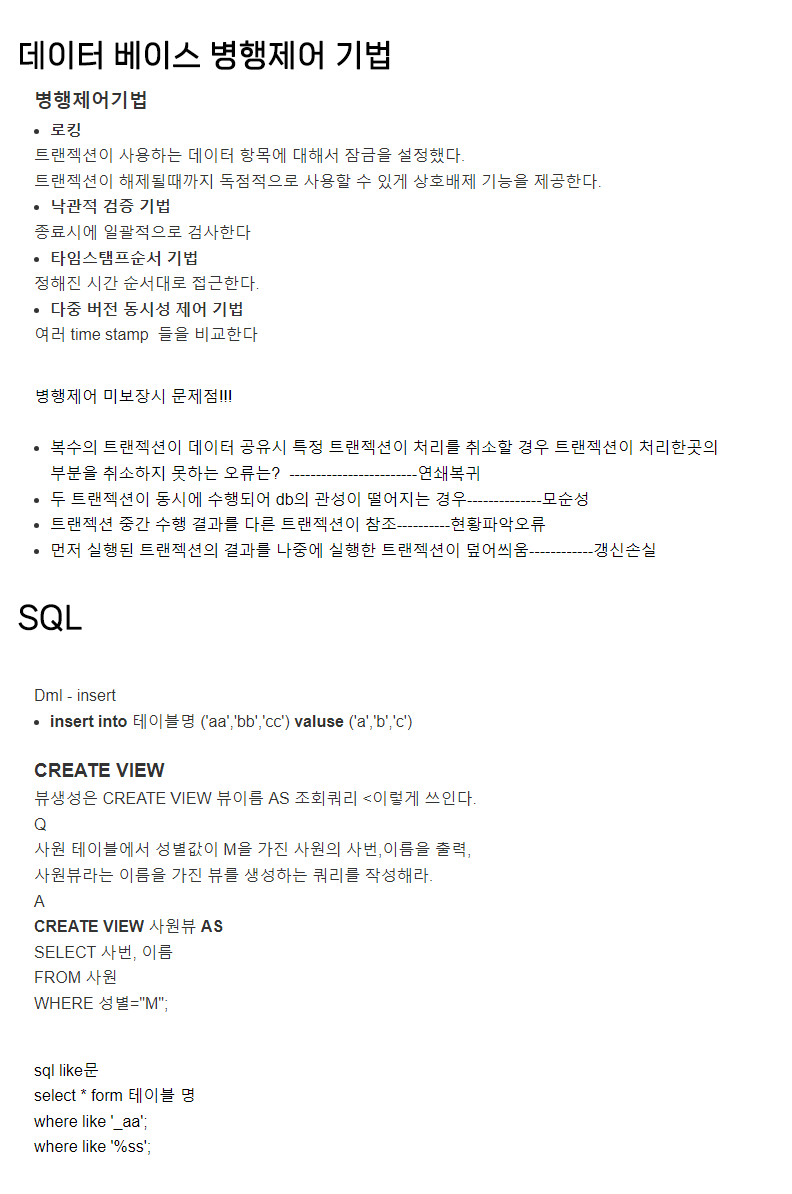 데이터 베이스 병행제어 기법
병행제어기법
• 로킹
트랜젝션이 사용하는 데이터 항목에 대해서 잠금을 설정했다.
트랜젝션이 해제될때까지 독점적으로 사용할 수 있게 상호배제 기능을 제공한다.
• 낙관적 검증 기법
종료시에 일괄적으로 검사한다
• 타임스탬프순서 기법
정해진 시간 순서대로 접근한다.
• 다중 버전 동시성 제어 기법
여러 time stamp 들을 비교한다
병행제어 미보장시 문제점!!!
• 복수의 트랜젝션이 데이터 공유시 특정 트랜젝션이 처리를 취소할 경우 트랜젝션이 처리한곳의
부분을 취소하지 못하는 오류는? ------------------------연쇄복귀
• 두 트랜젝션이 동시에 수행되어 db의 관성이 떨어지는 경우--------------모순성
• 트랜젝션 중간 수행 결과를 다른 트랜젝션이 참조----------현황파악오류
• 먼저 실행된 트랜젝션의 결과를 나중에 실행한 트랜젝션이 덮어씌움------------갱신손실
SQL
Dml - insert
• insert into 테이블명 ('aa','bb','cc') valuse ('a','b','c')
CREATE VIEW
뷰생성은 CREATE VIEW 뷰이름 AS 조회쿼리 <이렇게 쓰인다.
Q
사원 테이블에서 성별값이 M을 가진 사원의 사번,이름을 출력,
사원뷰라는 이름을 가진 뷰를 생성하는 쿼리를 작성해라.
A
CREATE VIEW 사원뷰 AS
SELECT 사번, 이름
FROM 사원
WHERE 성별="M";
sql like문
select * form 테이블 명
where like '_aa';
where like '%ss';